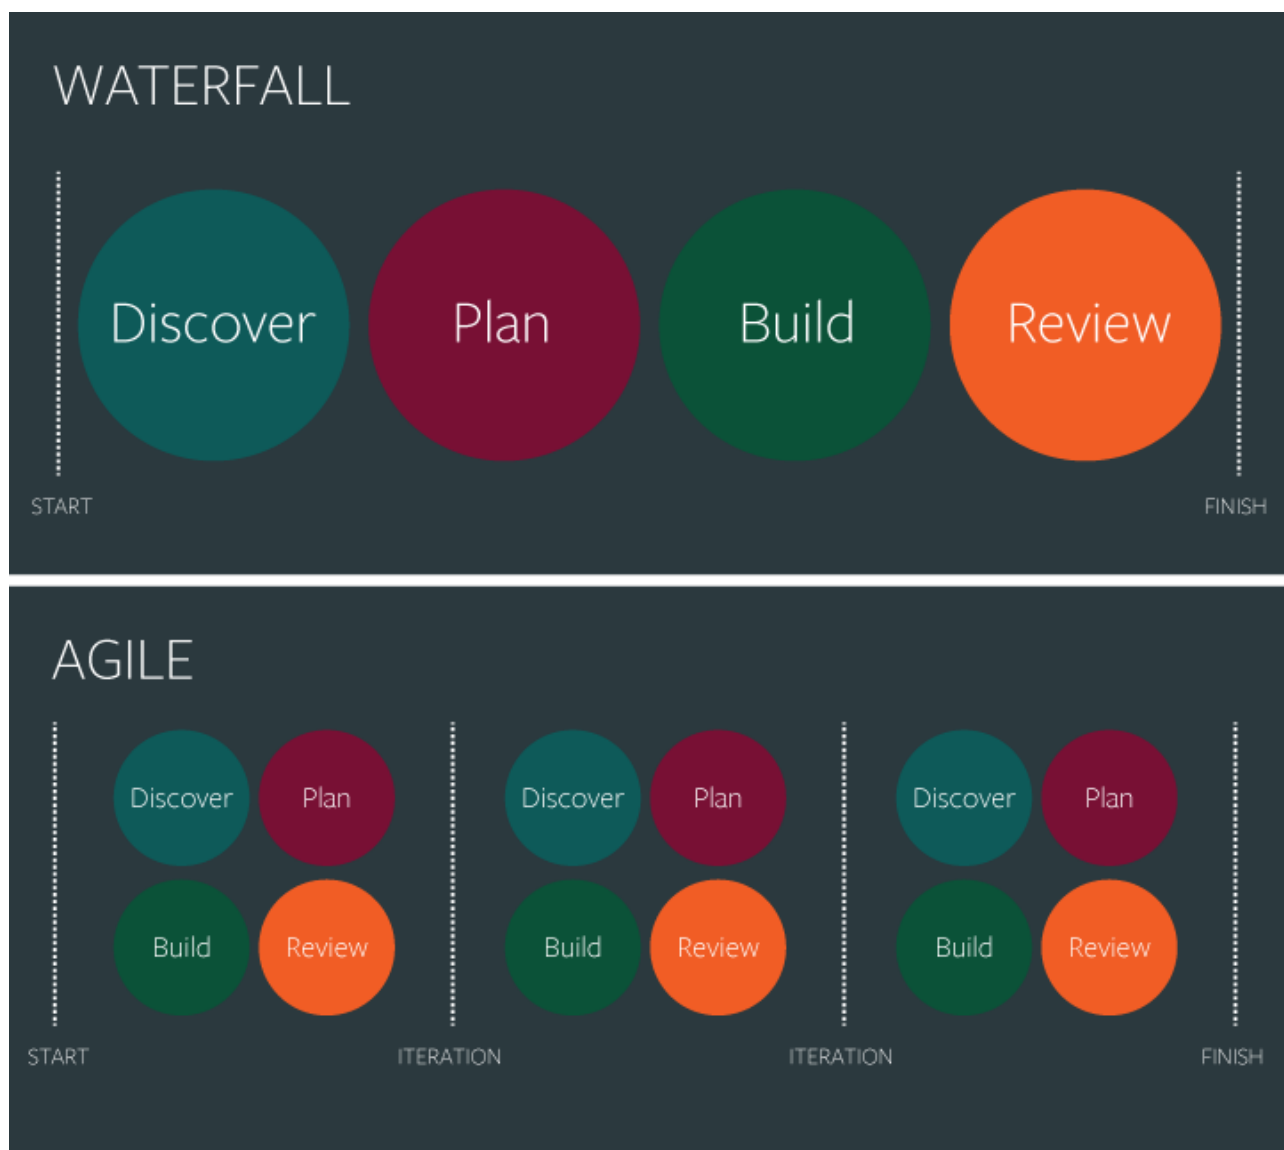 WATERFALL
Discover Plan Build Review
START FINISH
AGILE
Discover Plan Discover Plan Discover Plan
Build Review Build Review Build Review
START ITERATION ITERATION FINISH